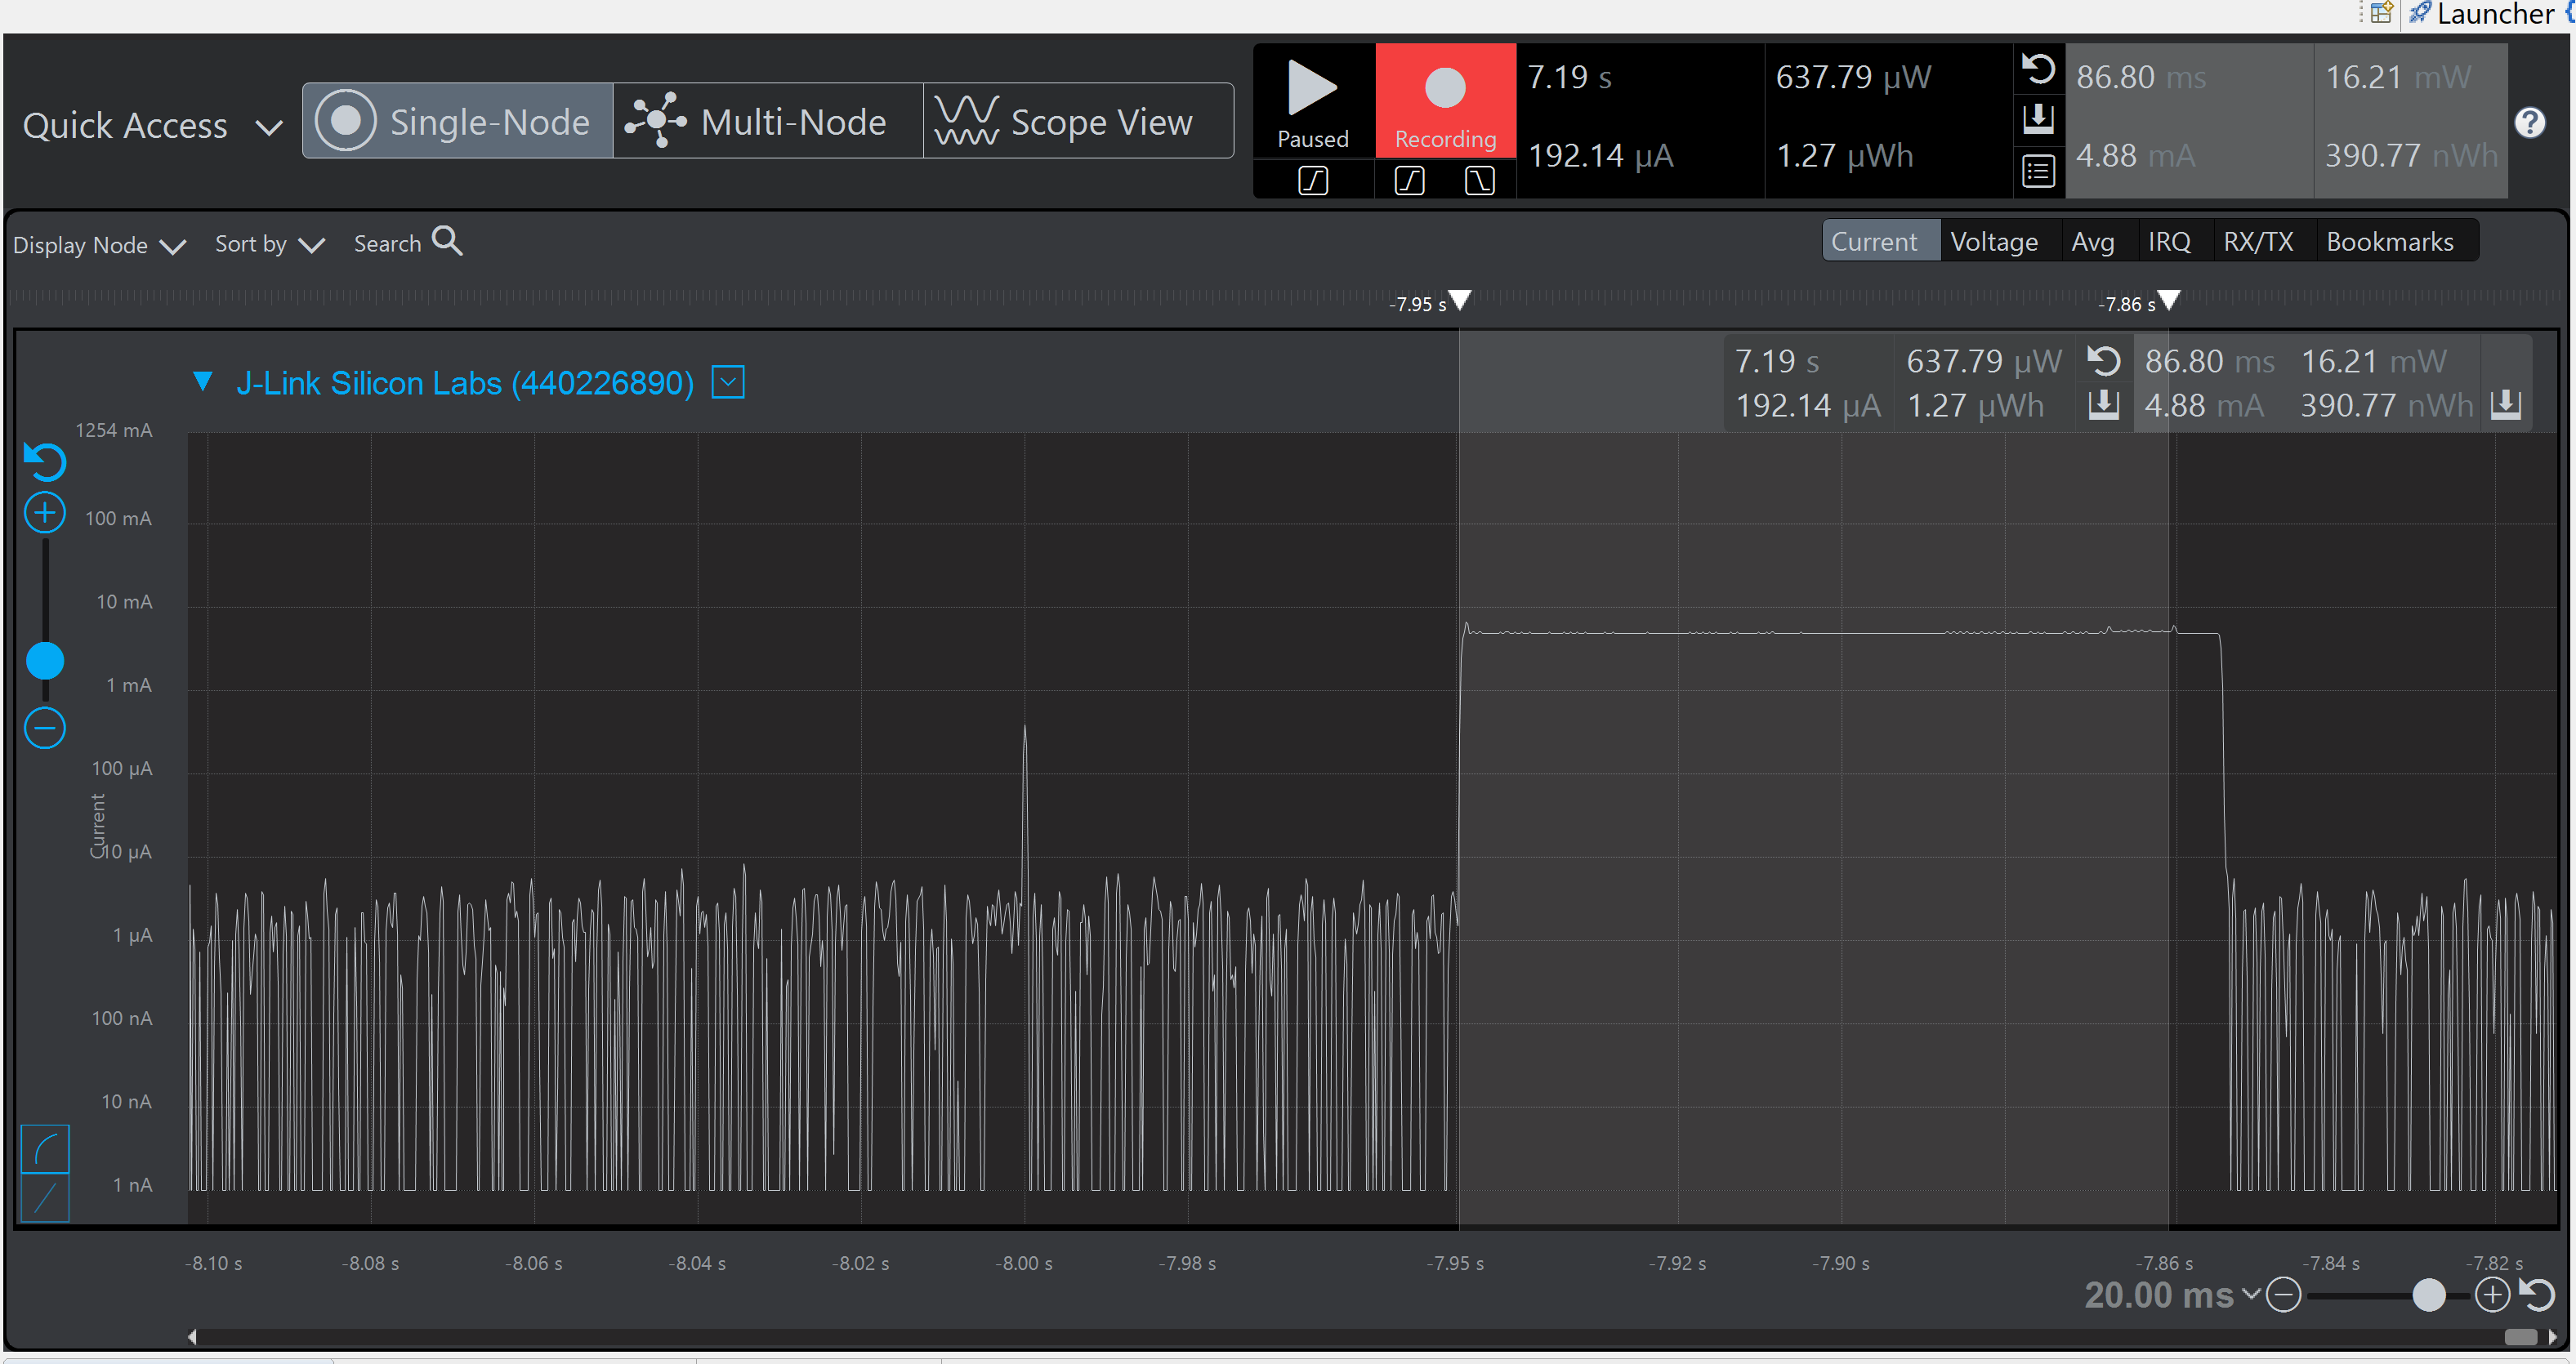 Launcher
Quick Access
Single-Node
Multi-Node
Scope View
Paused
Recording
7.19 s
637.79 µW
192.14 µA
1.27 µWh
86.80 ms
16.21 mW
4.88 mA
390.77 nWh
?
Display Node
Sort by
Search
Current
Voltage
Avg
IRQ
RX/TX
Bookmarks
-7.95 s
-7.86 s
J-Link Silicon Labs (440226890)
7.19 s
637.79 µW
86.80 ms
16.21 mW
192.14 µA
1.27 µWh
4.88 mA
390.77 nWh
1254 mA
100 mA
10 mA
1 mA
100 µA
10 µA
1 µA
100 nA
10 nA
1 nA
Current
-8.10 s
-8.08 s
-8.06 s
-8.04 s
-8.02 s
-8.00 s
-7.98 s
-7.95 s
-7.92 s
-7.90 s
-7.86 s
-7.84 s
-7.82 s
20.00 ms